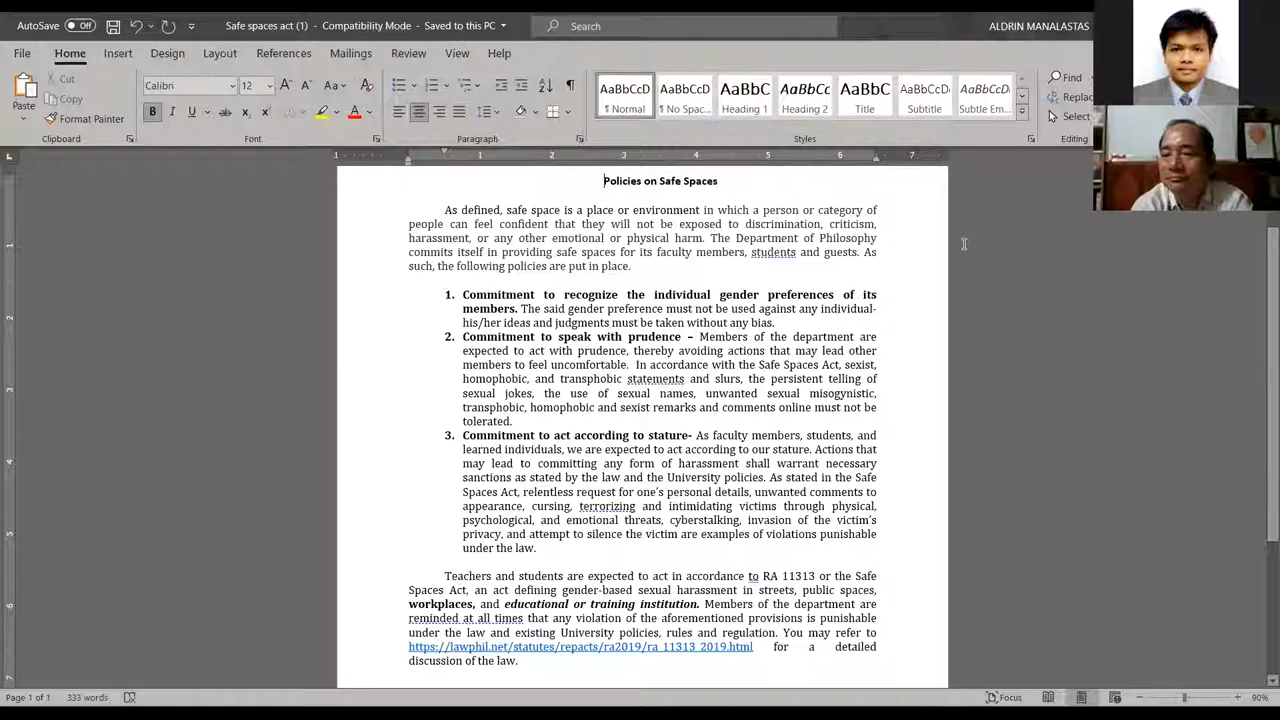 AutoSave Off Safe spaces act (1) - Compatibility Mode - Saved to this PC Search ALDRIN MANALASTAS
File Home Insert Design Layout References Mailings Review View Help
Paste Cut Copy Format Painter
Calibri 12
AaBbCcD AaBbCcD AaBbC AaBbCc AaBbC AaBbCcD AaBbCcD
Normal No Spac... Heading 1 Heading 2 Title Subtitle Subtle Em...
Find
Replac
Select
Clipboard Font Paragraph Styles Editing
1 1 2 3 4 5 6 7
Policies on Safe Spaces
As defined, safe space is a place or environment in which a person or category of
people can feel confident that they will not be exposed to discrimination, criticism,
harassment, or any other emotional or physical harm. The Department of Philosophy
commits itself in providing safe spaces for its faculty members, students and guests. As
such, the following policies are put in place.
1. Commitment to recognize the individual gender preferences of its
members. The said gender preference must not be used against any individual-
his/her ideas and judgments must be taken without any bias.
2. Commitment to speak with prudence – Members of the department are
expected to act with prudence, thereby avoiding actions that may lead other
members to feel uncomfortable. In accordance with the Safe Spaces Act, sexist,
homophobic, and transphobic statements and slurs, the persistent telling of
sexual jokes, the use of sexual names, unwanted sexual misogynistic,
transphobic, homophobic and sexist remarks and comments online must not be
tolerated.
3. Commitment to act according to stature- As faculty members, students, and
learned individuals, we are expected to act according to our stature. Actions that
may lead to committing any form of harassment shall warrant necessary
sanctions as stated by the law and the University policies. As stated in the Safe
Spaces Act, relentless request for one's personal details, unwanted comments to
appearance, cursing, terrorizing and intimidating victims through physical,
psychological, and emotional threats, cyberstalking, invasion of the victim's
privacy, and attempt to silence the victim are examples of violations punishable
under the law.
Teachers and students are expected to act in accordance to RA 11313 or the Safe
Spaces Act, an act defining gender-based sexual harassment in streets, public spaces,
workplaces, and educational or training institution. Members of the department are
reminded at all times that any violation of the aforementioned provisions is punishable
under the law and existing University policies, rules and regulation. You may refer to
https://lawphil.net/statutes/repacts/ra2019/ra_11313_2019.html for a detailed
discussion of the law.
Page 1 of 1 333 words Focus 90%